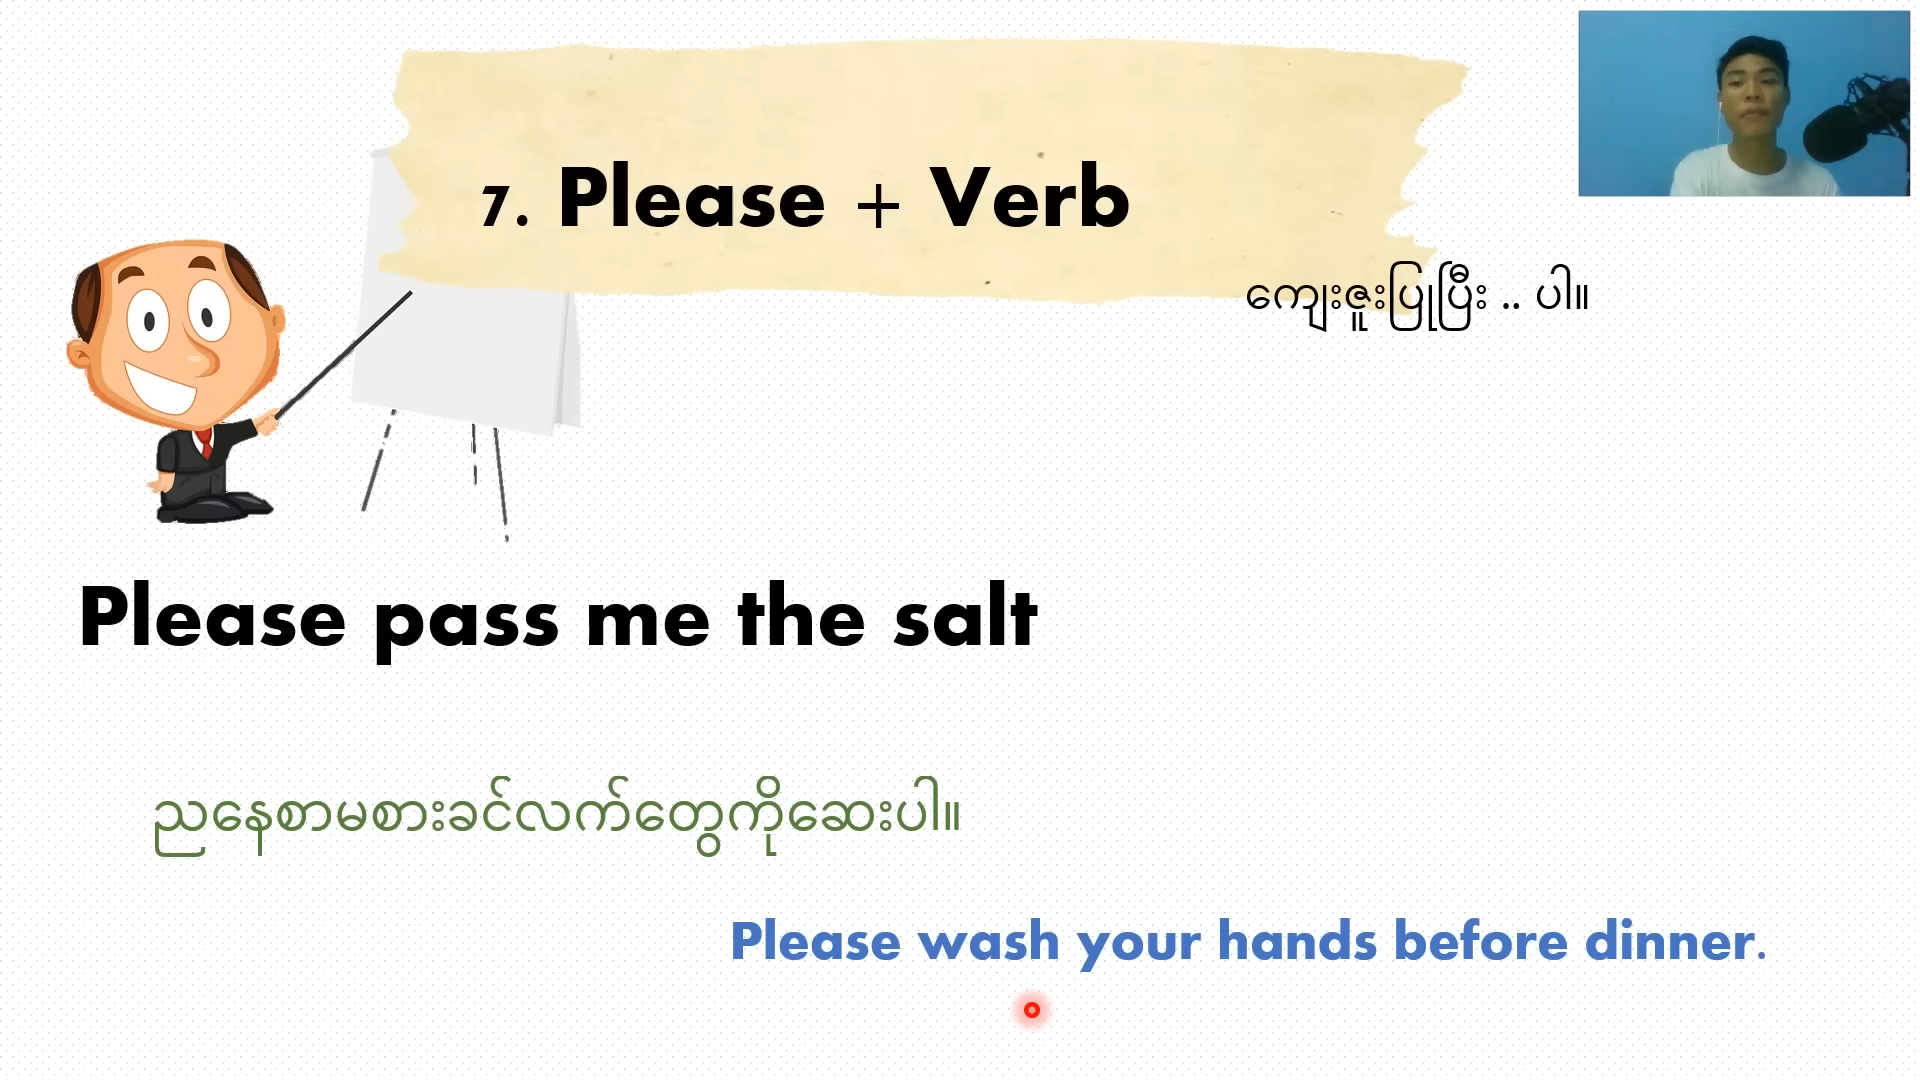 7. Please + Verb
ကျေးဇူးပြုပြီး .. ပါ။
Please pass me the salt
ညနေစာမစားခင်လက်တွေကိုဆေးပါ။
Please wash your hands before dinner.